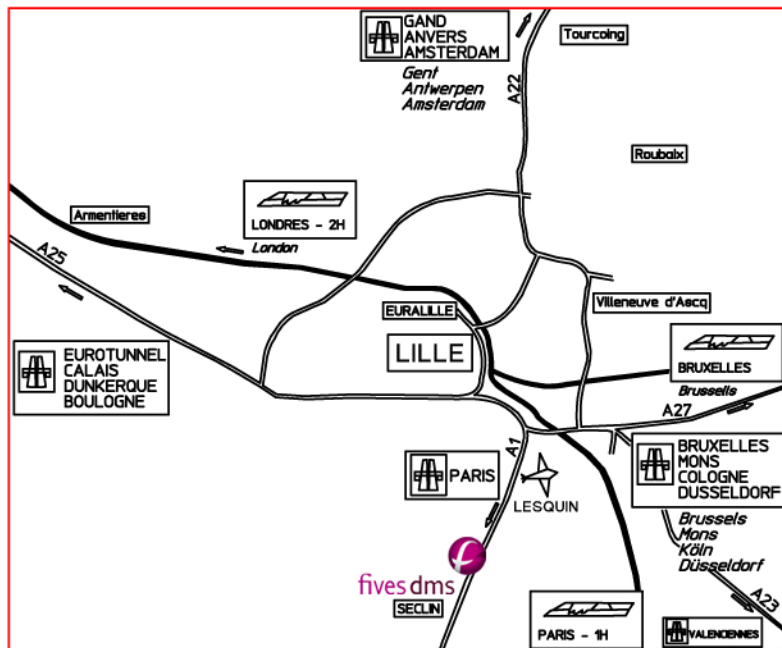 GAND
ANVERS
AMSTERDAM
Gent
Antwerpen
Amsterdam
A22
Tourcoing
Roubaix
Armentieres
LONDRES - 2H
London
A25
EURALILLE
Villeneuve d'Ascq
LILLE
EUROTUNNEL
CALAIS
DUNKERQUE
BOULOGNE
BRUXELLES
Brussells
A27
A1
PARIS
LESQUIN
BRUXELLES
MONS
COLOGNE
DUSSELDORF
Brussels
Mons
Köln
Düsseldorf
fives dms
SECLIN
PARIS - 1H
A23
VALENCIENNES